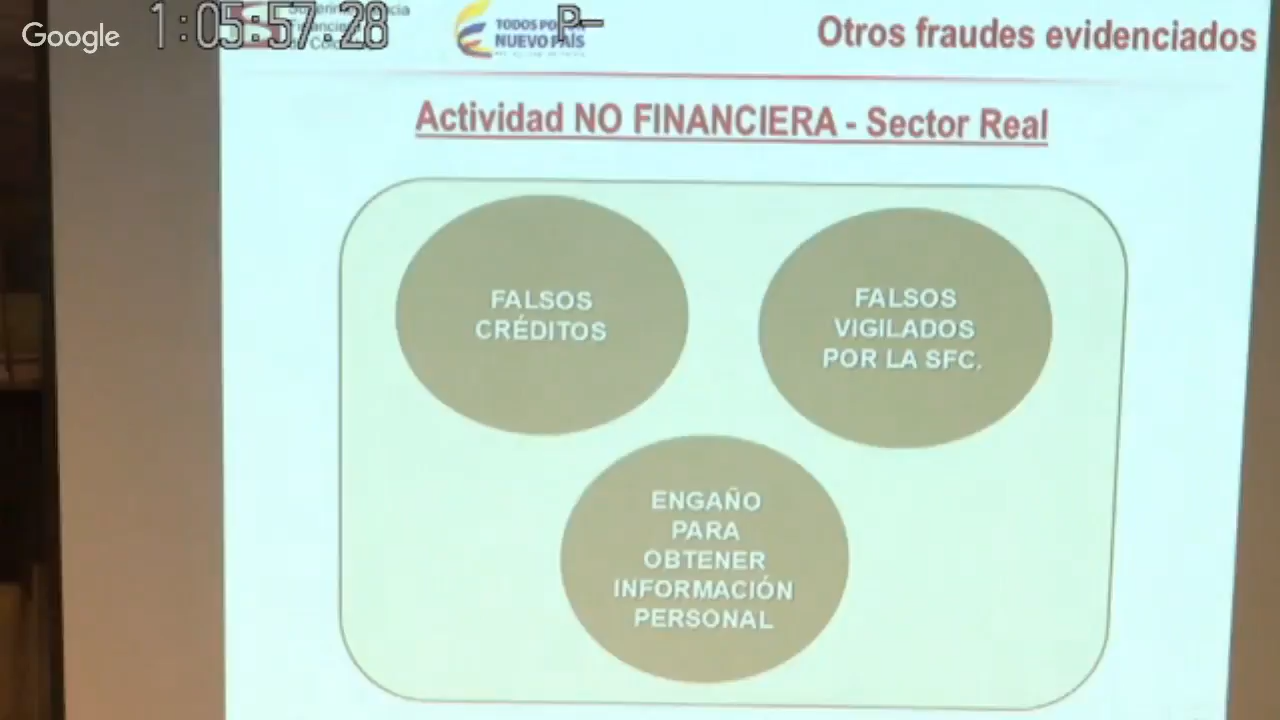 Google
1:05:57.28
P-
Financiera
TODOS POR
NUEVO PAÍS
Otros fraudes evidenciados
Actividad NO FINANCIERA - Sector Real
FALSOS
CRÉDITOS
FALSOS
VIGILADOS
POR LA SFC.
ENGAÑO
PARA
OBTENER
INFORMACIÓN
PERSONAL